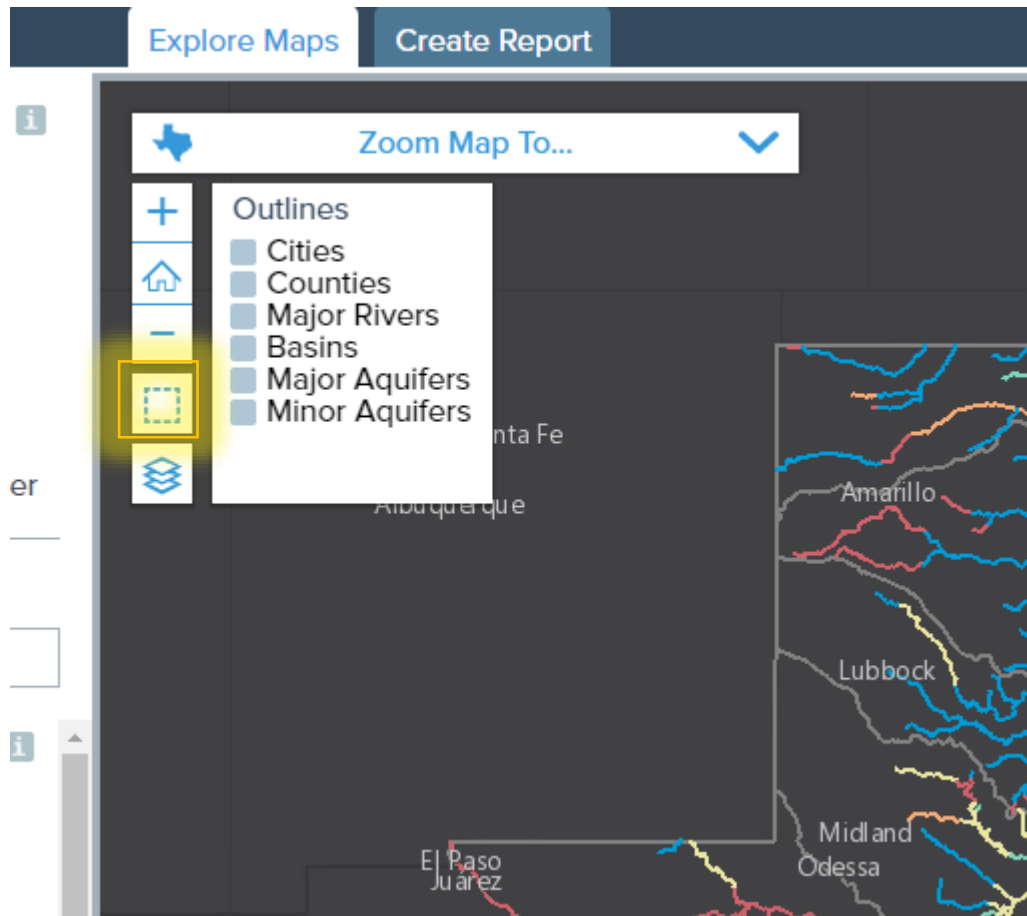 Explore Maps
Create Report
i
Zoom Map To...
Outlines
Cities
Counties
Major Rivers
Basins
Major Aquifers
Minor Aquifers
nta Fe
er
Amarillo
Albuquerque
Lubbock
i
Midland
Odessa
El Paso
Juárez